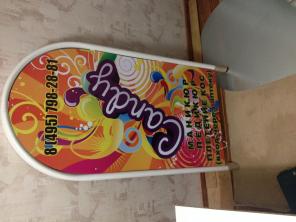 8(495)798-28-81
Candy
МАНИКЮР
ПЕДИКЮР
ПЛЕТЕНИЕ КОС